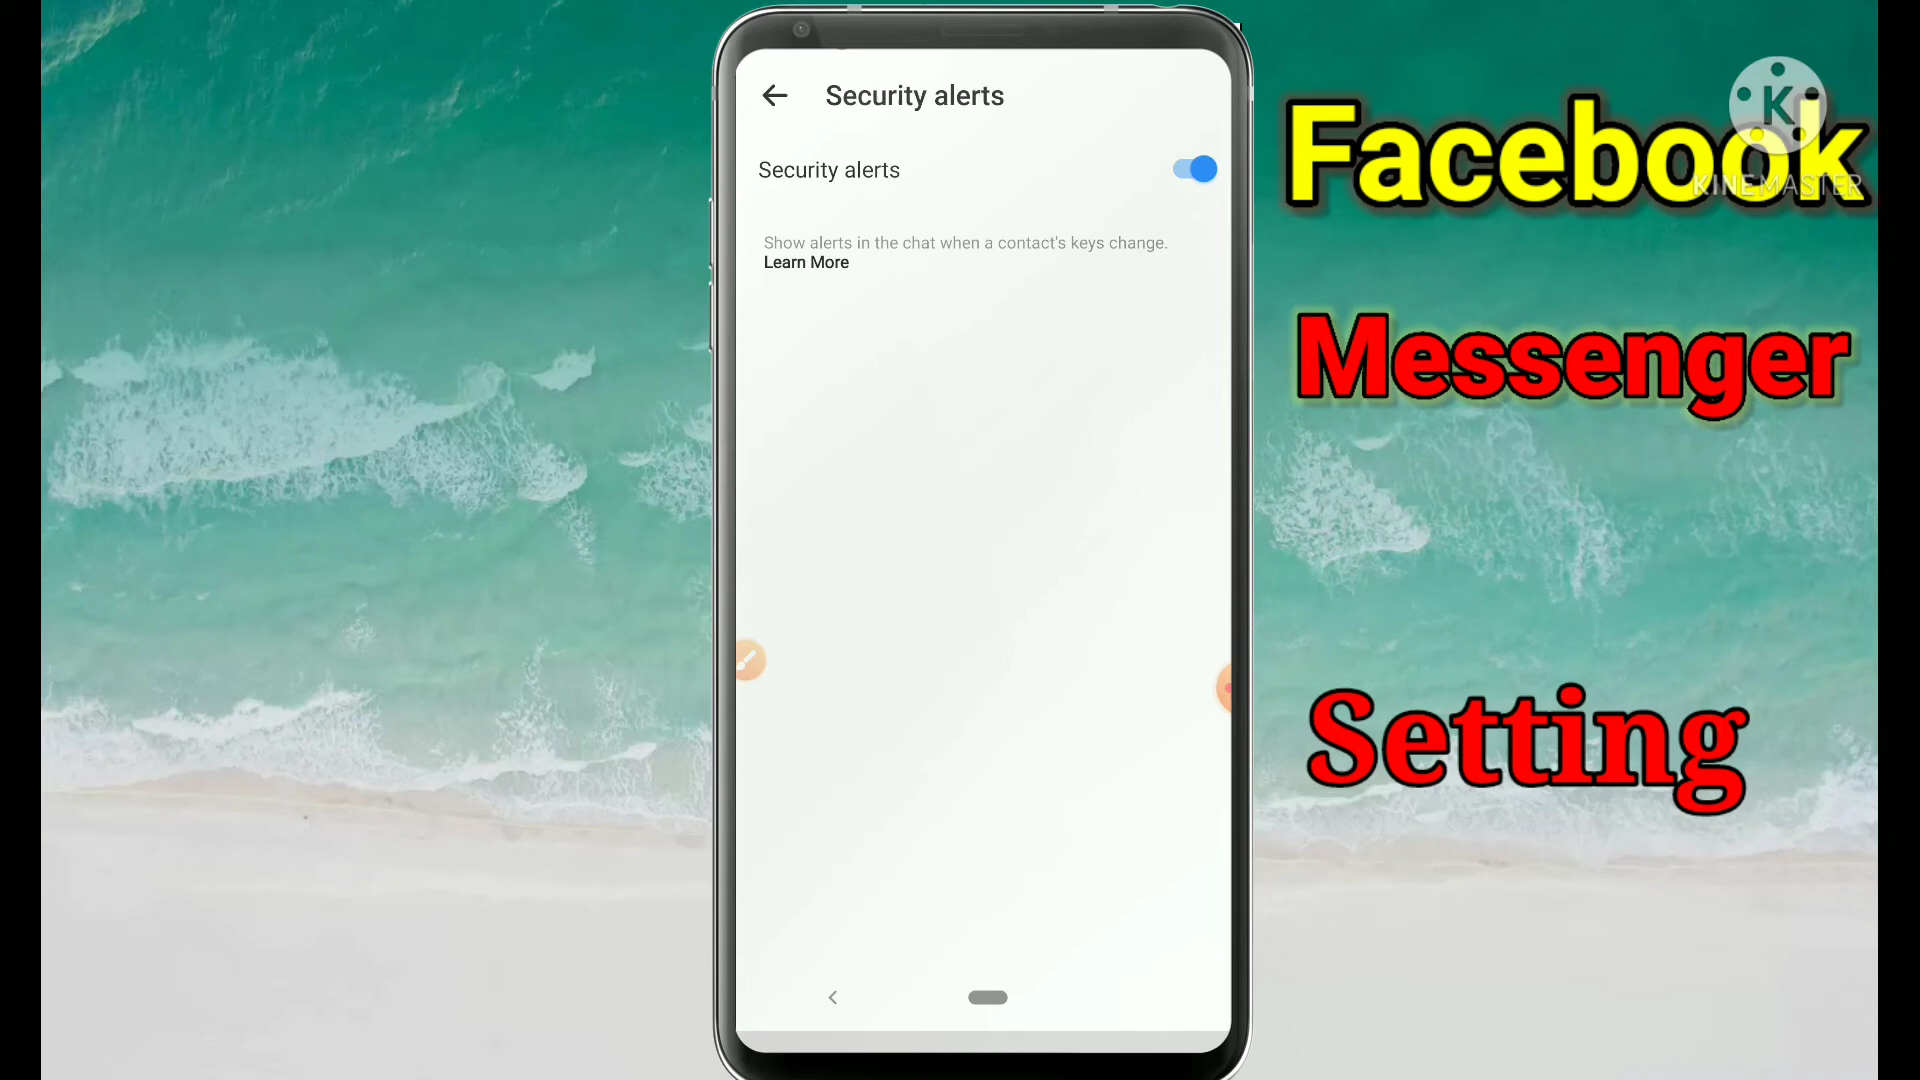 Security alerts
Security alerts
Show alerts in the chat when a contact's keys change.
Learn More
Facebook
K
KINEMASTER
Messenger
Setting